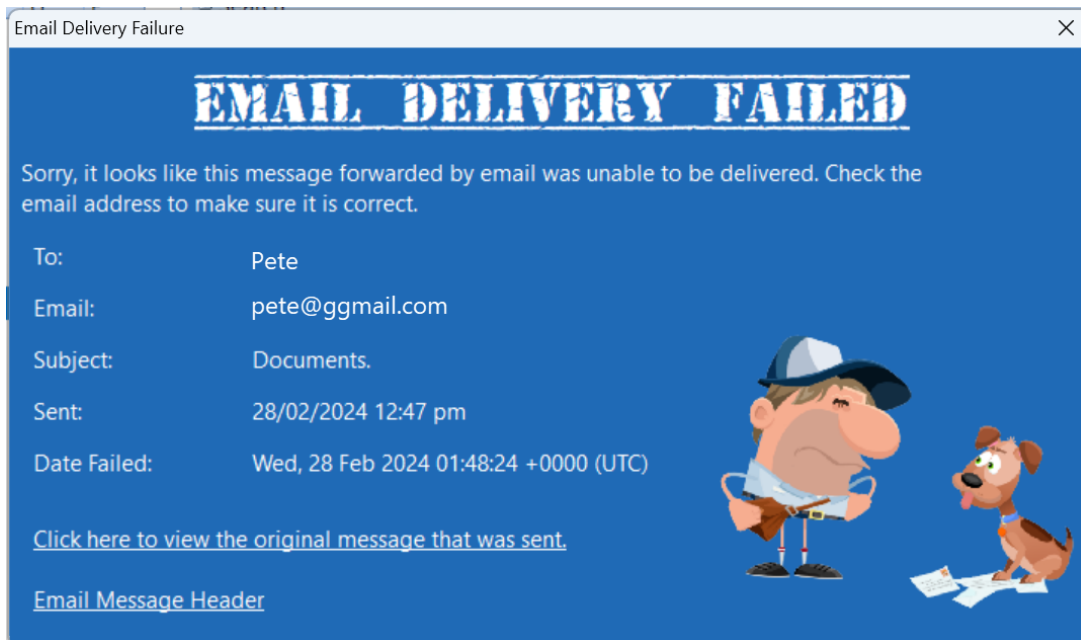 Email Delivery Failure
EMAIL DELIVERY FAILED
Sorry, it looks like this message forwarded by email was unable to be delivered. Check the
email address to make sure it is correct.
To: Pete
Email: pete@ggmail.com
Subject: Documents.
Sent: 28/02/2024 12:47 pm
Date Failed: Wed, 28 Feb 2024 01:48:24 +0000 (UTC)
Click here to view the original message that was sent.
Email Message Header